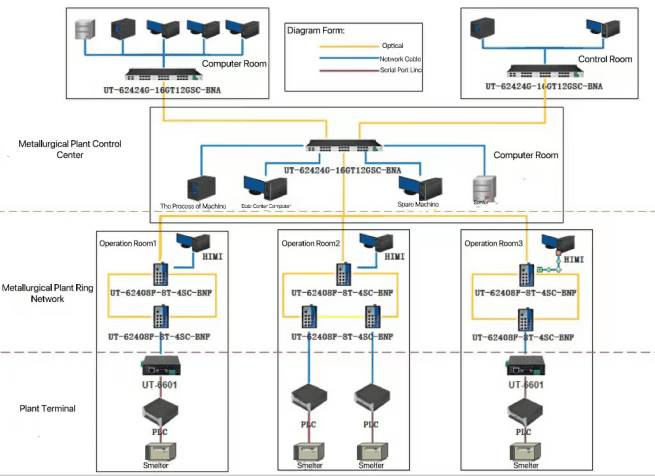 Diagram Form:
Optical
Network Cable
Serial Port Line
Computer Room
UT-62424G-16GT12GSC-BNA
Control Room
UT-62424G-16GT12GSC-BNA
Metallurgical Plant Control
Center
UT-62424G-16GT12GSC-BNA
Computer Room
The Process of Machine
Data Center Computer
Spare Machine
Operation Room1
HIMI
UT-62408F-8T-4SC-BNF
UT-62408F-8T-4SC-BNF
Operation Room2
HIMI
UT-62408F-8T-4SC-BNF
UT-62408F-8T-4SC-BNF
Operation Room3
HIMI
UT-62408F-8T-4SC-BNF
UT-62408F-8T-4SC-BNF
Metallurgical Plant Ring
Network
Plant Terminal
UT-6601
PLC
Smelter
PLC
Smelter
PLC
Smelter
UT-6601
PLC
Smelter